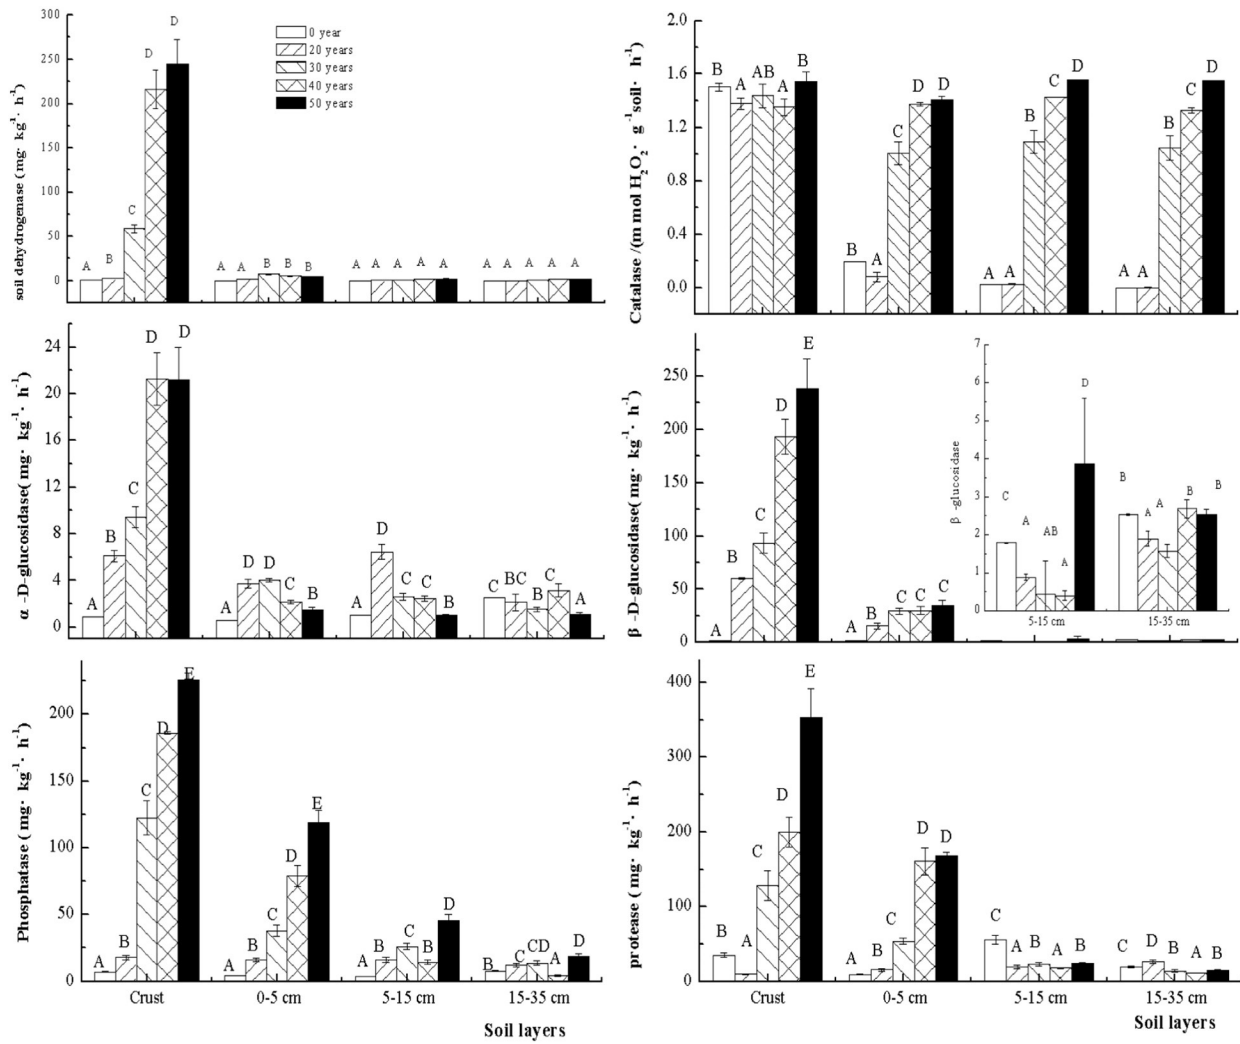 300
250
200
150
100
50
0
soil dehydrogenase (mg· kg⁻¹· h⁻¹)
0 year
20 years
30 years
40 years
50 years
A B C D D
A A B B B
A A A A A
A A A A A
2.0
1.6
1.2
0.8
0.4
0.0
Catalase /(m mol H₂O₂· g⁻¹soil· h⁻¹)
B A AB A B
B A C D D
A A B C D
A A B C D
24
20
16
12
8
4
0
α -D-glucosidase(mg· kg⁻¹· h⁻¹)
A B C D D
A D D C B
A D C C B
C BC B C A
250
200
150
100
50
0
β -D-glucosidase(mg· kg⁻¹· h⁻¹)
A B C D E
A B C C C
7
6
5
4
3
2
1
0
β -glucosidase
C A AB A D
B A A B B
5-15 cm
15-35 cm
200
150
100
50
0
Phosphatase (mg· kg⁻¹· h⁻¹)
A B C D E
A B C D E
A B C B D
B C CD A D
Crust
0-5 cm
5-15 cm
15-35 cm
Soil layers
400
300
200
100
0
protease (mg· kg⁻¹· h⁻¹)
B A C D E
A B C D D
C A B A B
C D B A B
Crust
0-5 cm
5-15 cm
15-35 cm
Soil layers